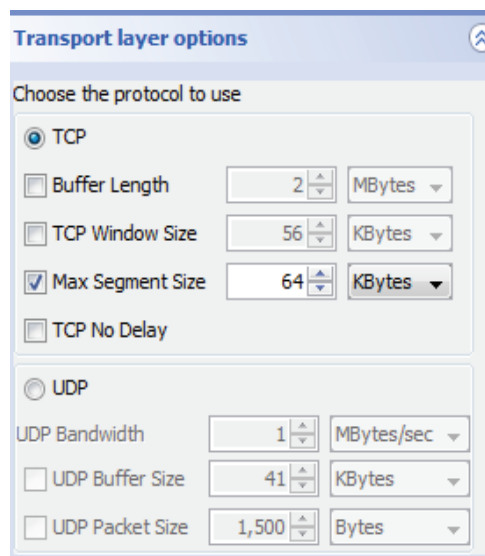 Transport layer options
Choose the protocol to use
TCP
Buffer Length 2 MBytes
TCP Window Size 56 KBytes
Max Segment Size 64 KBytes
TCP No Delay
UDP
UDP Bandwidth 1 MBytes/sec
UDP Buffer Size 41 KBytes
UDP Packet Size 1,500 Bytes